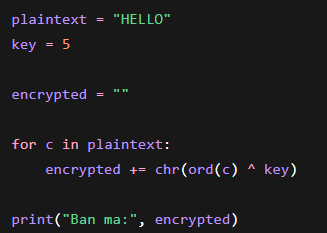 plaintext = "HELLO"
key = 5
encrypted = ""
for c in plaintext:
    encrypted += chr(ord(c) ^ key)
print("Ban ma:", encrypted)